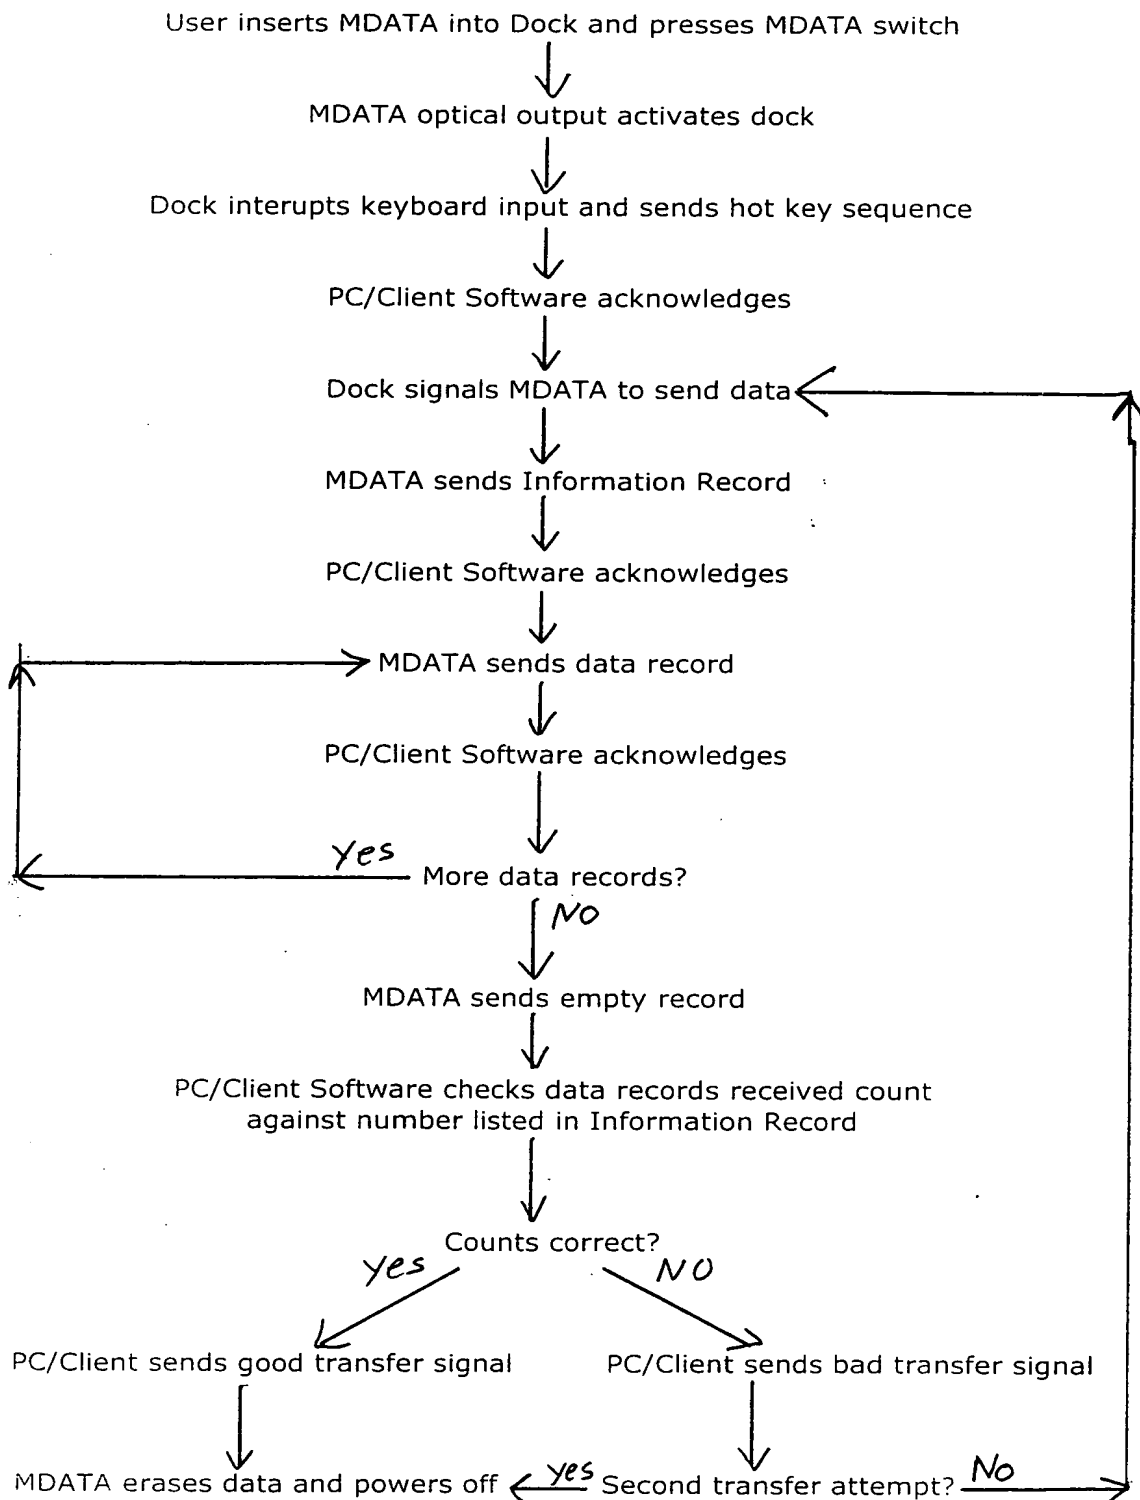 User inserts MDATA into Dock and presses MDATA switch
MDATA optical output activates dock
Dock interupts keyboard input and sends hot key sequence
PC/Client Software acknowledges
Dock signals MDATA to send data
MDATA sends Information Record
PC/Client Software acknowledges
MDATA sends data record
PC/Client Software acknowledges
Yes
More data records?
NO
MDATA sends empty record
PC/Client Software checks data records received count
against number listed in Information Record
Counts correct?
Yes
NO
PC/Client sends good transfer signal
PC/Client sends bad transfer signal
MDATA erases data and powers off
Yes
Second transfer attempt?
No